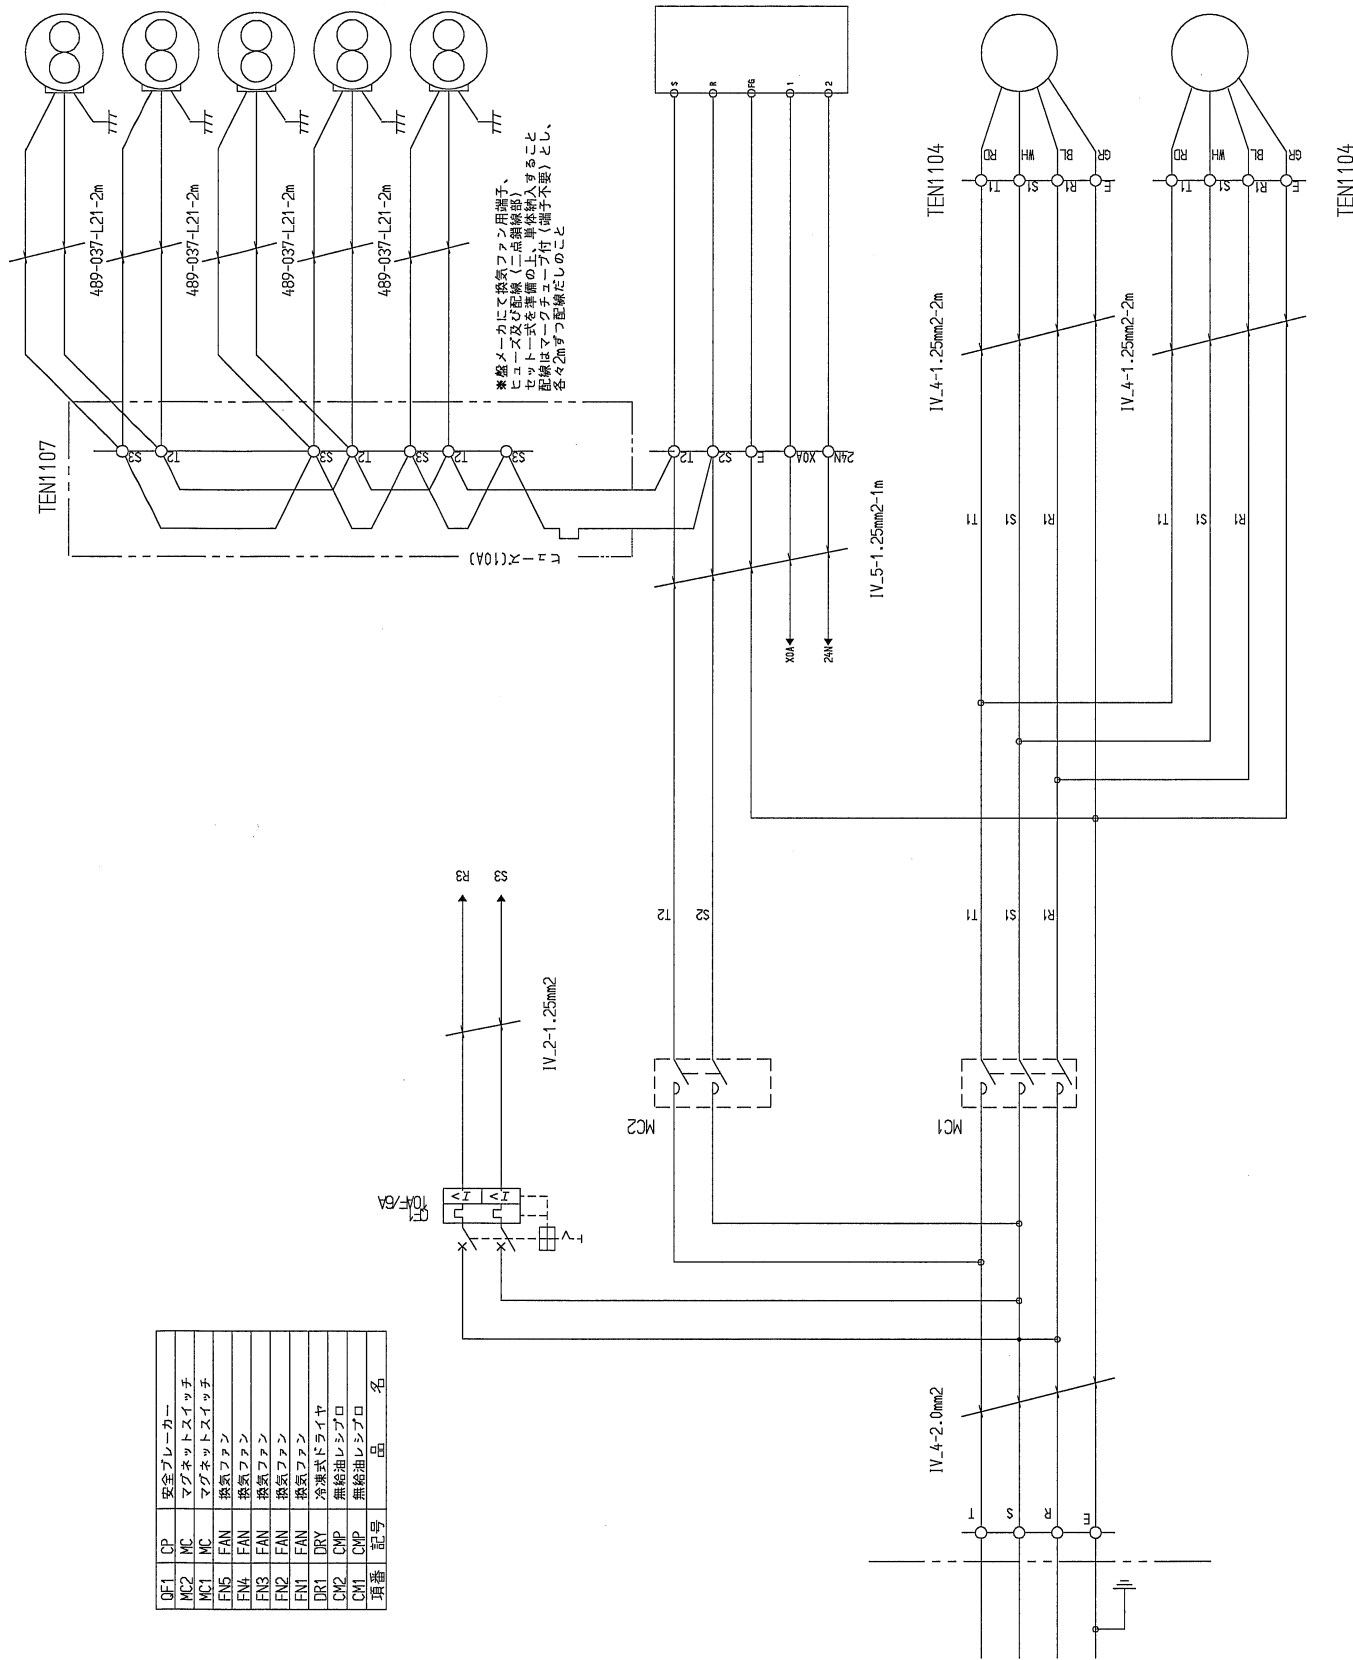 TEN1107
489-037-L21-2m
489-037-L21-2m
489-037-L21-2m
489-037-L21-2m
※盤メーカにて換気ファン用端子、
ヒューズ及び配線(二点鎖線部)
セット一式を準備の上、単体納入すること
配線はマークチューブ付(端子不要)とし、
各々2mずつ配線だしのこと
S3
T2
S3
T2
S3
T2
S3
ヒューズ(10A)
S
R
FG
1
2
T2
S2
E
X0A
24N
IV_5-1.25mm2-1m
X0A
24N
TEN1104
RD
WH
BL
GR
T1
S1
R1
E
IV_4-1.25mm2-2m
TEN1104
RD
WH
BL
GR
T1
S1
R1
E
IV_4-1.25mm2-2m
T1
S1
R1
T1
S1
R1
R3
S3
IV_2-1.25mm2
T2
S2
T1
S1
R1
MC2
MC1
QF1
10AF/6A
I>
I>
IV_4-2.0mm2
T
S
R
E
QF1 CP 安全ブレーカー
MC2 MC マグネットスイッチ
MC1 MC マグネットスイッチ
FN5 FAN 換気ファン
FN4 FAN 換気ファン
FN3 FAN 換気ファン
FN2 FAN 換気ファン
FN1 FAN 換気ファン
DR1 DRY 冷凍式ドライヤ
CM2 CMP 無給油レシプロ
CM1 CMP 無給油レシプロ
項番 記号 品名